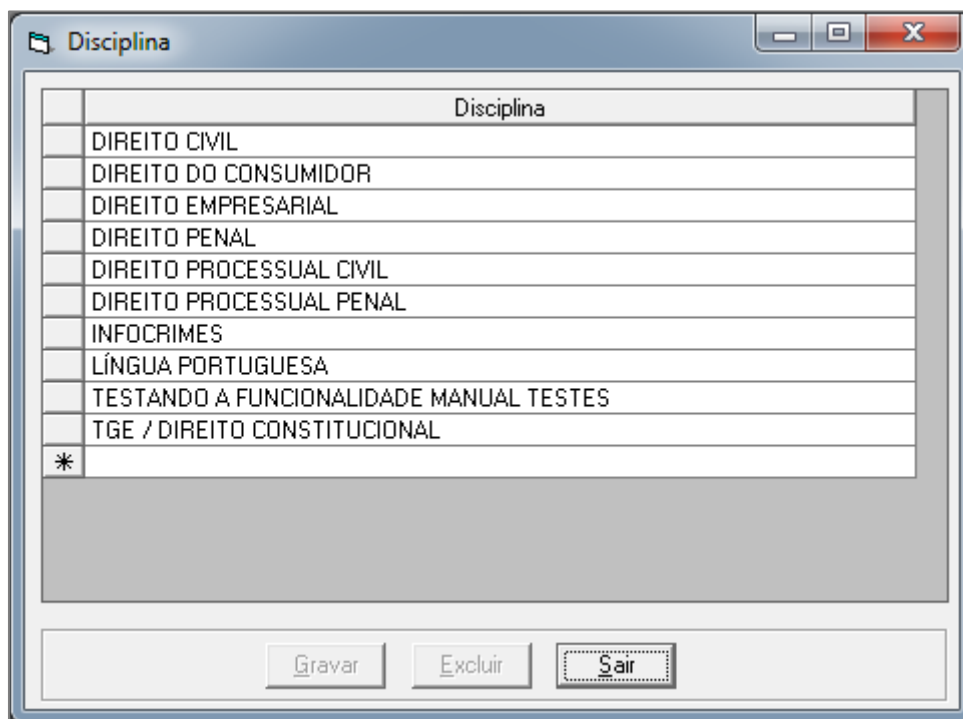 Disciplina
Disciplina
DIREITO CIVIL
DIREITO DO CONSUMIDOR
DIREITO EMPRESARIAL
DIREITO PENAL
DIREITO PROCESSUAL CIVIL
DIREITO PROCESSUAL PENAL
INFOCRIMES
LÍNGUA PORTUGUESA
TESTANDO A FUNCIONALIDADE MANUAL TESTES
TGE / DIREITO CONSTITUCIONAL
Gravar Excluir Sair